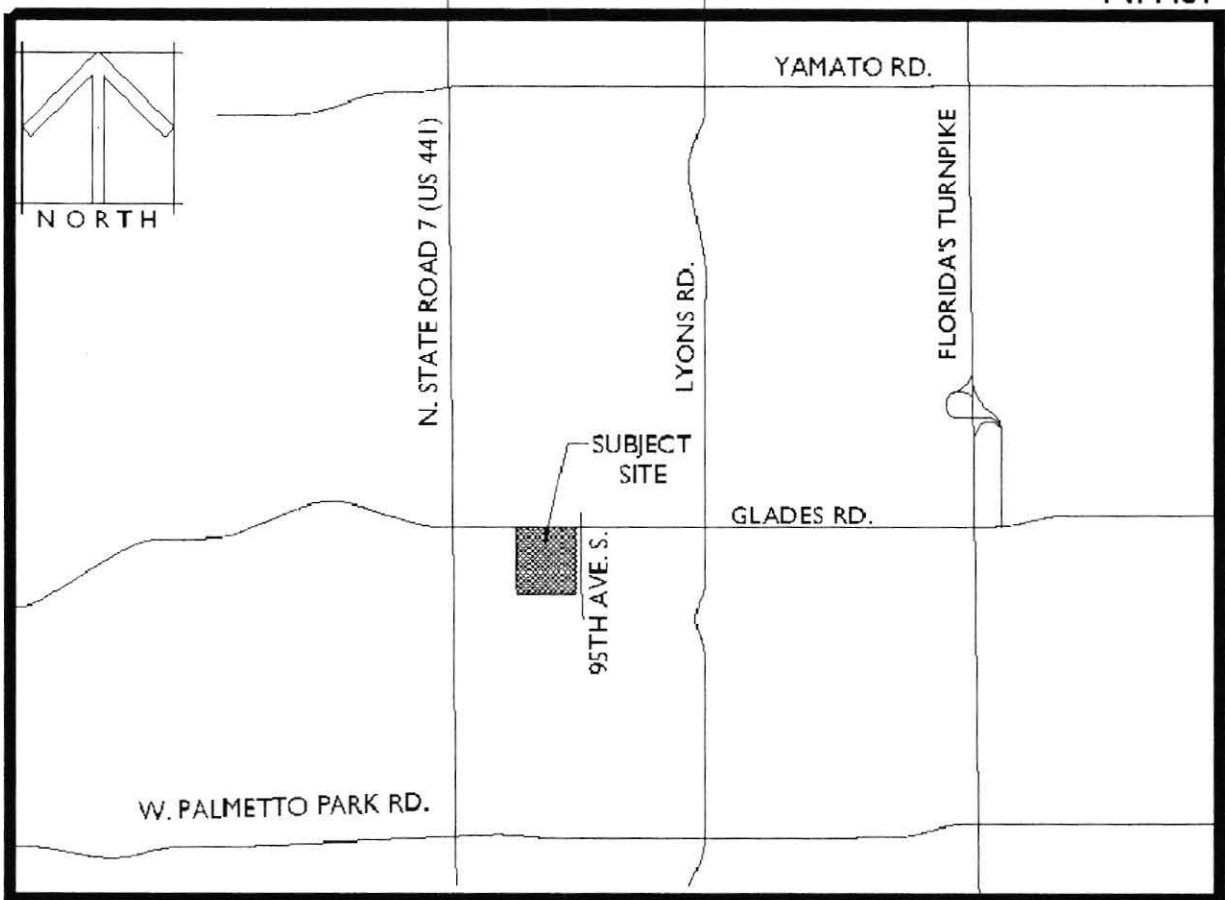 YAMATO RD.
NORTH
N. STATE ROAD 7 (US 441)
LYONS RD.
FLORIDA'S TURNPIKE
SUBJECT
SITE
GLADES RD.
95TH AVE. S.
W. PALMETTO PARK RD.